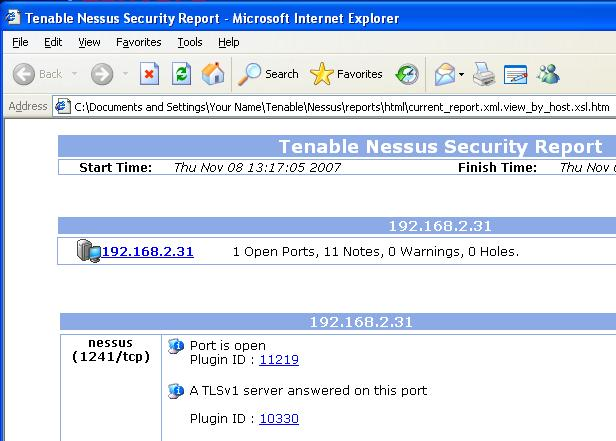 Tenable Nessus Security Report - Microsoft Internet Explorer
File Edit View Favorites Tools Help
Back Search Favorites
Address C:\Documents and Settings\Your Name\Tenable\Nessus\reports\html\current_report.xml.view_by_host.xsl.htm
Tenable Nessus Security Report
Start Time: Thu Nov 08 13:17:05 2007 Finish Time: Thu Nov
192.168.2.31
192.168.2.31 1 Open Ports, 11 Notes, 0 Warnings, 0 Holes.
192.168.2.31
nessus
(1241/tcp)
Port is open
Plugin ID : 11219
A TLSv1 server answered on this port
Plugin ID : 10330